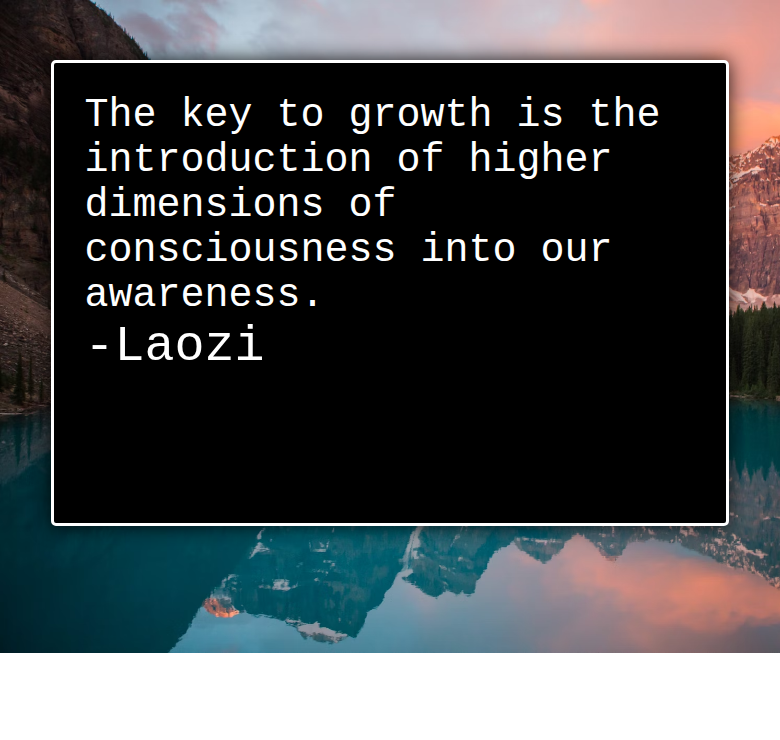 The key to growth is the
introduction of higher
dimensions of
consciousness into our
awareness.
-Laozi